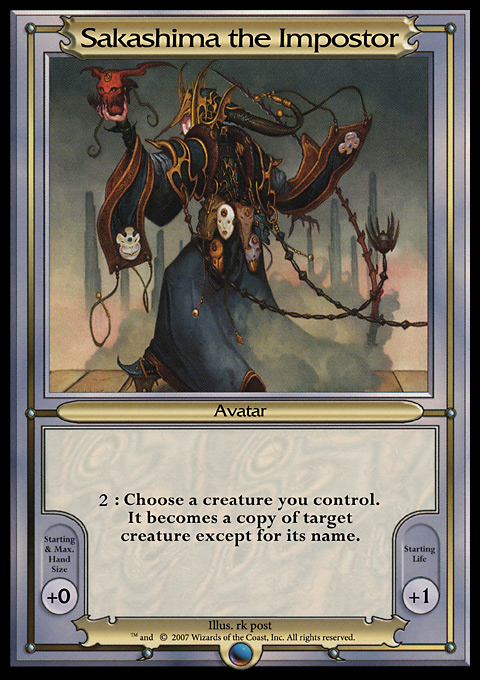 Sakashima the Impostor
Avatar
2 : Choose a creature you control.
It becomes a copy of target
creature except for its name.
Starting
& Max.
Hand
Size
+0
Starting
Life
+1
Illus. rk post
™ and © 2007 Wizards of the Coast, Inc. All rights reserved.